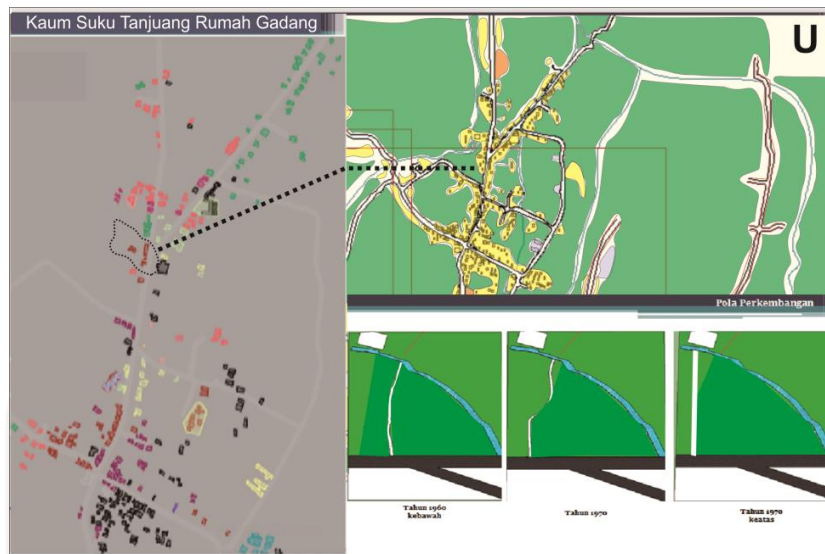 Kaum Suku Tanjuang Rumah Gadang
U
Pola Perkembangan
Tahun 1960
kebawah
Tahun 1970
Tahun 1970
keatas